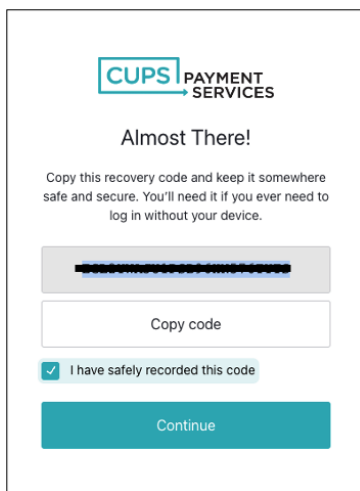 CUPS PAYMENT
SERVICES
Almost There!
Copy this recovery code and keep it somewhere
safe and secure. You'll need it if you ever need to
log in without your device.
Copy code
I have safely recorded this code
Continue